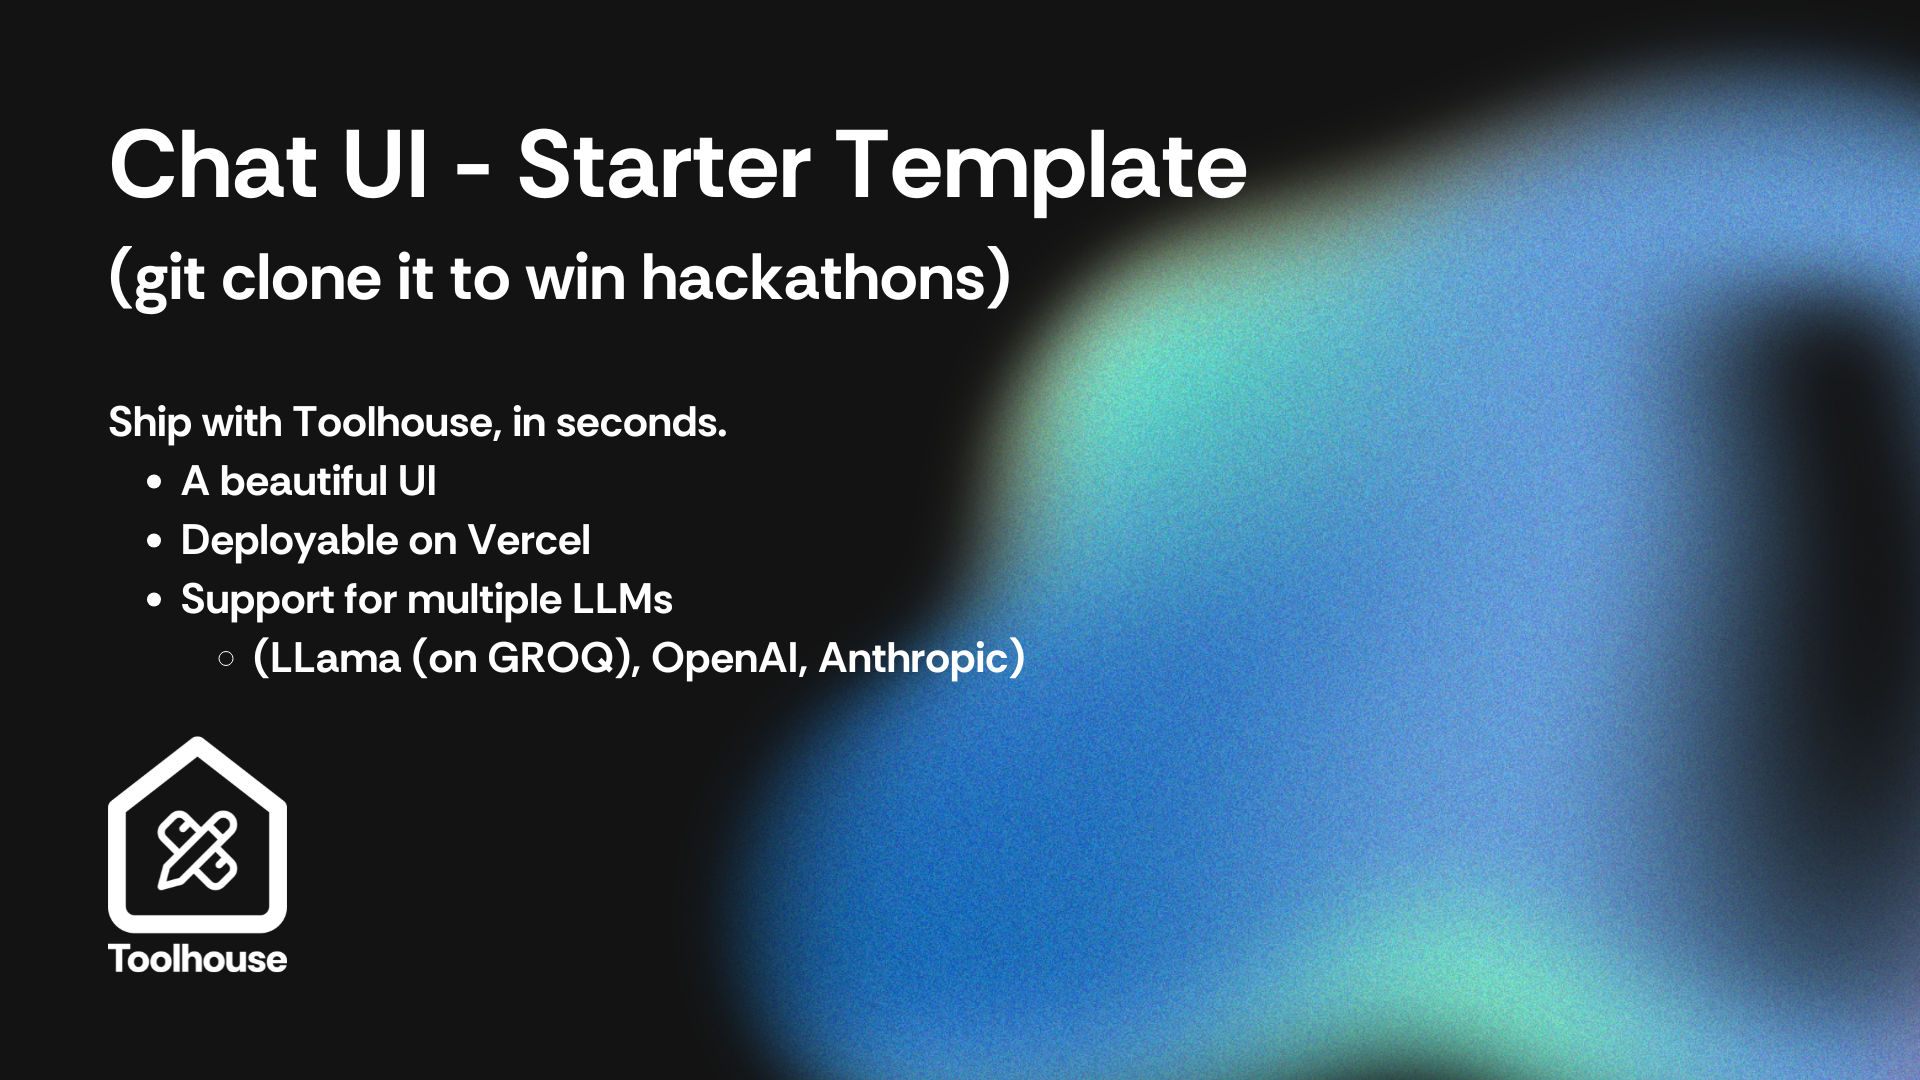 Chat UI - Starter Template
(git clone it to win hackathons)
Ship with Toolhouse, in seconds.
• A beautiful UI
• Deployable on Vercel
• Support for multiple LLMs
○ (LLama (on GROQ), OpenAI, Anthropic)
Toolhouse